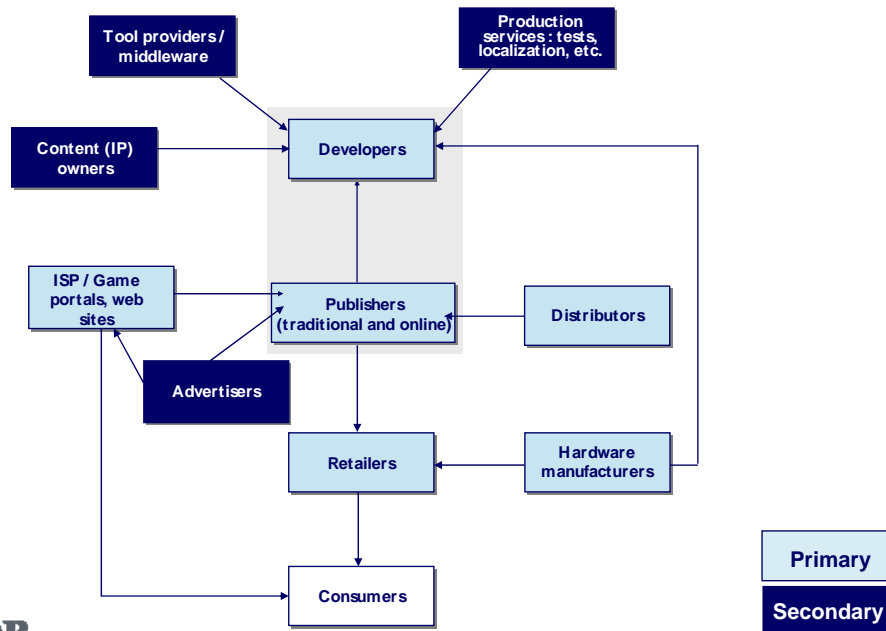 Tool providers /
middleware
Production
services : tests,
localization, etc.
Content (IP)
owners
Developers
ISP / Game
portals, web
sites
Publishers
(traditional and online)
Distributors
Advertisers
Retailers
Hardware
manufacturers
Consumers
Primary
Secondary